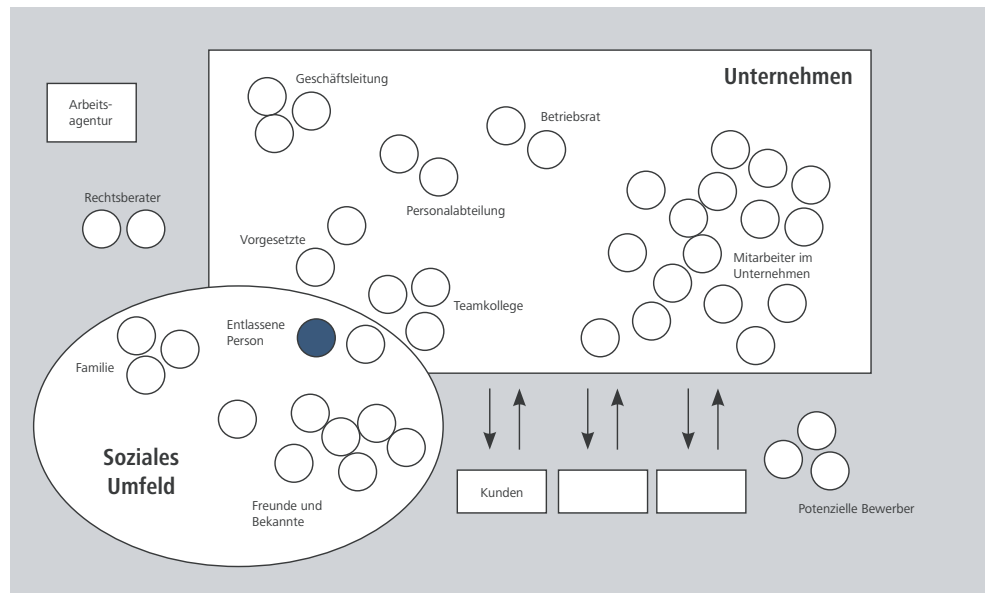 Unternehmen
Geschäftsleitung
Arbeits-
agentur
Betriebsrat
Rechtsberater
Personalabteilung
Vorgesetzte
Mitarbeiter im
Unternehmen
Teamkollege
Entlassene
Person
Familie
Soziales
Umfeld
Freunde und
Bekannte
Kunden
Potenzielle Bewerber